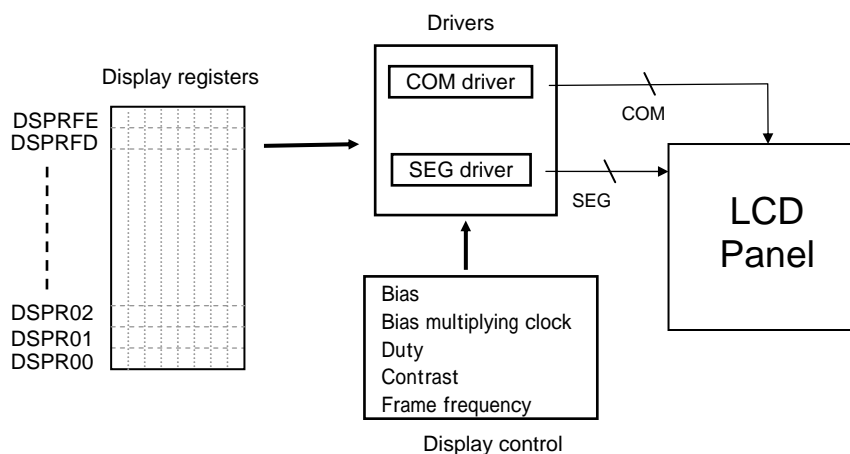 Drivers
Display registers
COM driver
DSPRFE
DSPRFD
COM
SEG driver
SEG
LCD
Panel
Bias
DSPR02
Bias multiplying clock
DSPR01
Duty
DSPR00
Contrast
Frame frequency
Display control